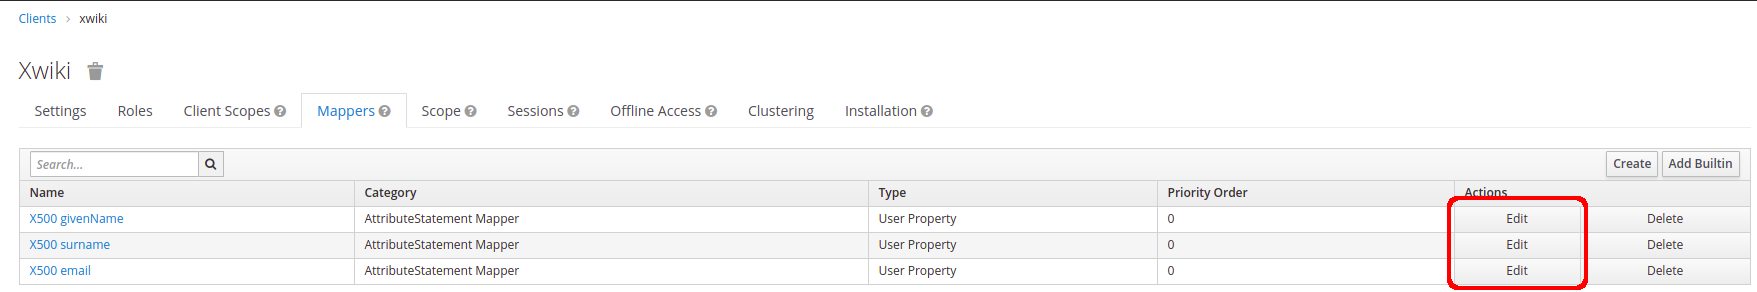 Clients > xwiki
Xwiki
Settings Roles Client Scopes ? Mappers ? Scope ? Sessions ? Offline Access ? Clustering Installation ?
Search... Create Add Builtin
Name Category Type Priority Order Actions
X500 givenName AttributeStatement Mapper User Property 0 Edit Delete
X500 surname AttributeStatement Mapper User Property 0 Edit Delete
X500 email AttributeStatement Mapper User Property 0 Edit Delete